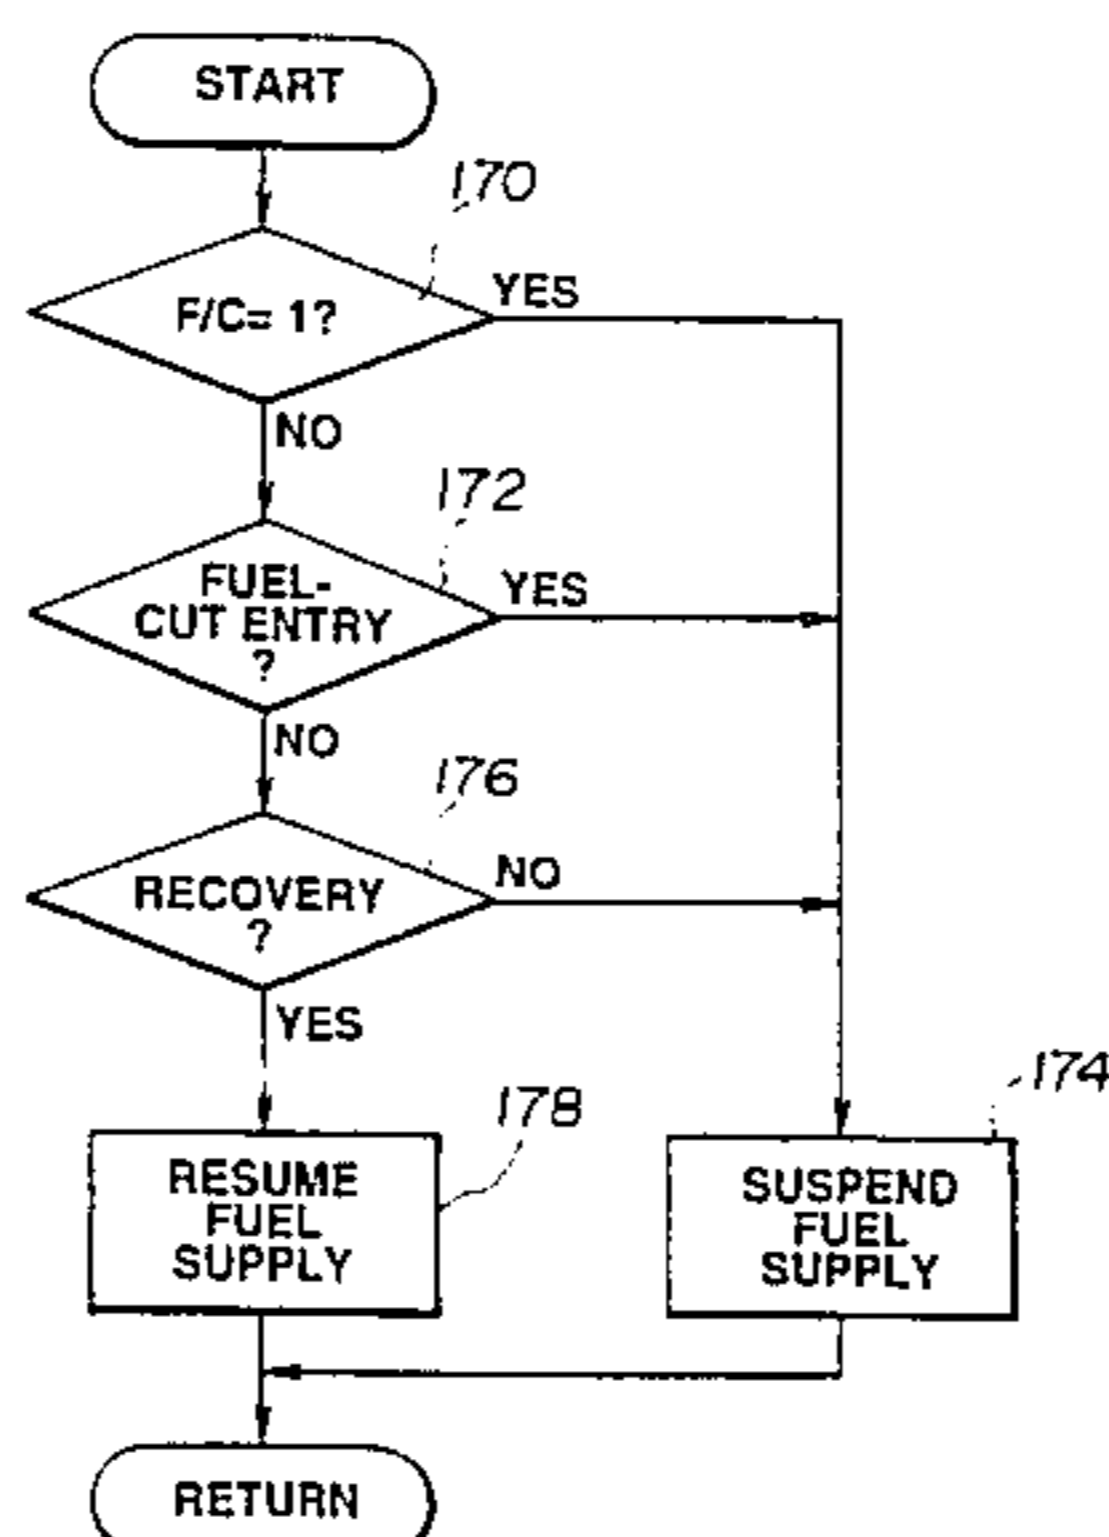 START
170
F/C= 1?
YES
NO
172
FUEL-
CUT ENTRY
?
YES
NO
176
RECOVERY
?
NO
YES
178
RESUME
FUEL
SUPPLY
174
SUSPEND
FUEL
SUPPLY
RETURN